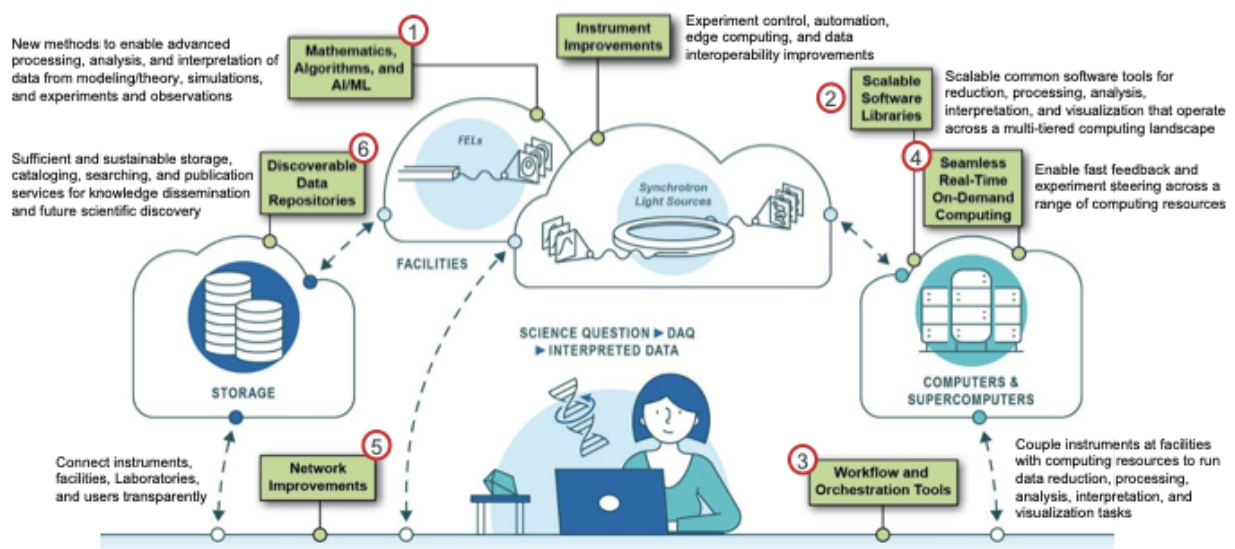 New methods to enable advanced
processing, analysis, and interpretation of
data from modeling/theory, simulations,
and experiments and observations
1
Mathematics,
Algorithms, and
AI/ML
Instrument
Improvements
Experiment control, automation,
edge computing, and data
interoperability improvements
2
Scalable
Software
Libraries
Scalable common software tools for
reduction, processing, analysis,
interpretation, and visualization that operate
across a multi-tiered computing landscape
Sufficient and sustainable storage,
cataloging, searching, and publication
services for knowledge dissemination
and future scientific discovery
6
Discoverable
Data
Repositories
FELs
Synchrotron
Light Sources
4
Seamless
Real-Time
On-Demand
Computing
Enable fast feedback and
experiment steering across a
range of computing resources
FACILITIES
STORAGE
SCIENCE QUESTION ▶ DAQ
▶ INTERPRETED DATA
COMPUTERS &
SUPERCOMPUTERS
Connect instruments,
facilities, Laboratories,
and users transparently
5
Network
Improvements
3
Workflow and
Orchestration Tools
Couple instruments at facilities
with computing resources to run
data reduction, processing,
analysis, interpretation, and
visualization tasks